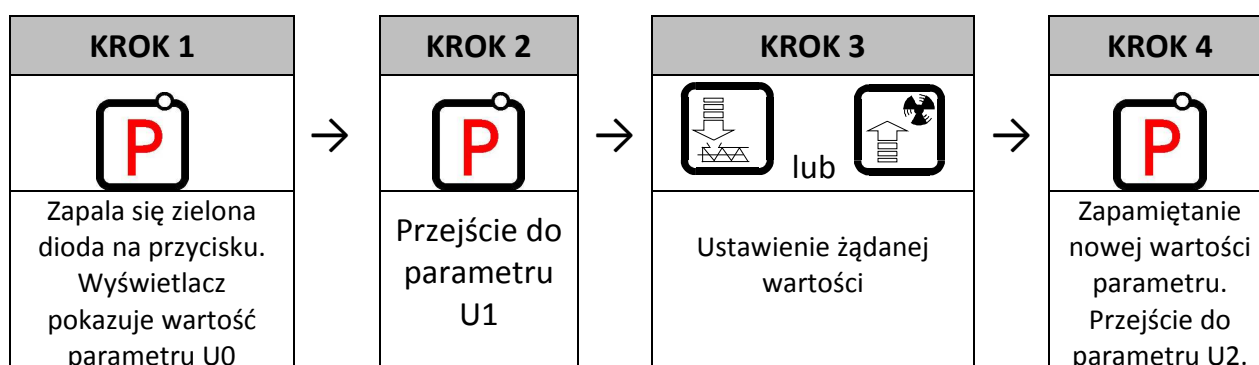 KROK 1
P
Zapala się zielona
dioda na przycisku.
Wyświetlacz
pokazuje wartość
parametru U0
KROK 2
P
Przejście do
parametru
U1
KROK 3
lub
Ustawienie żądanej
wartości
KROK 4
P
Zapamiętanie
nowej wartości
parametru.
Przejście do
parametru U2.